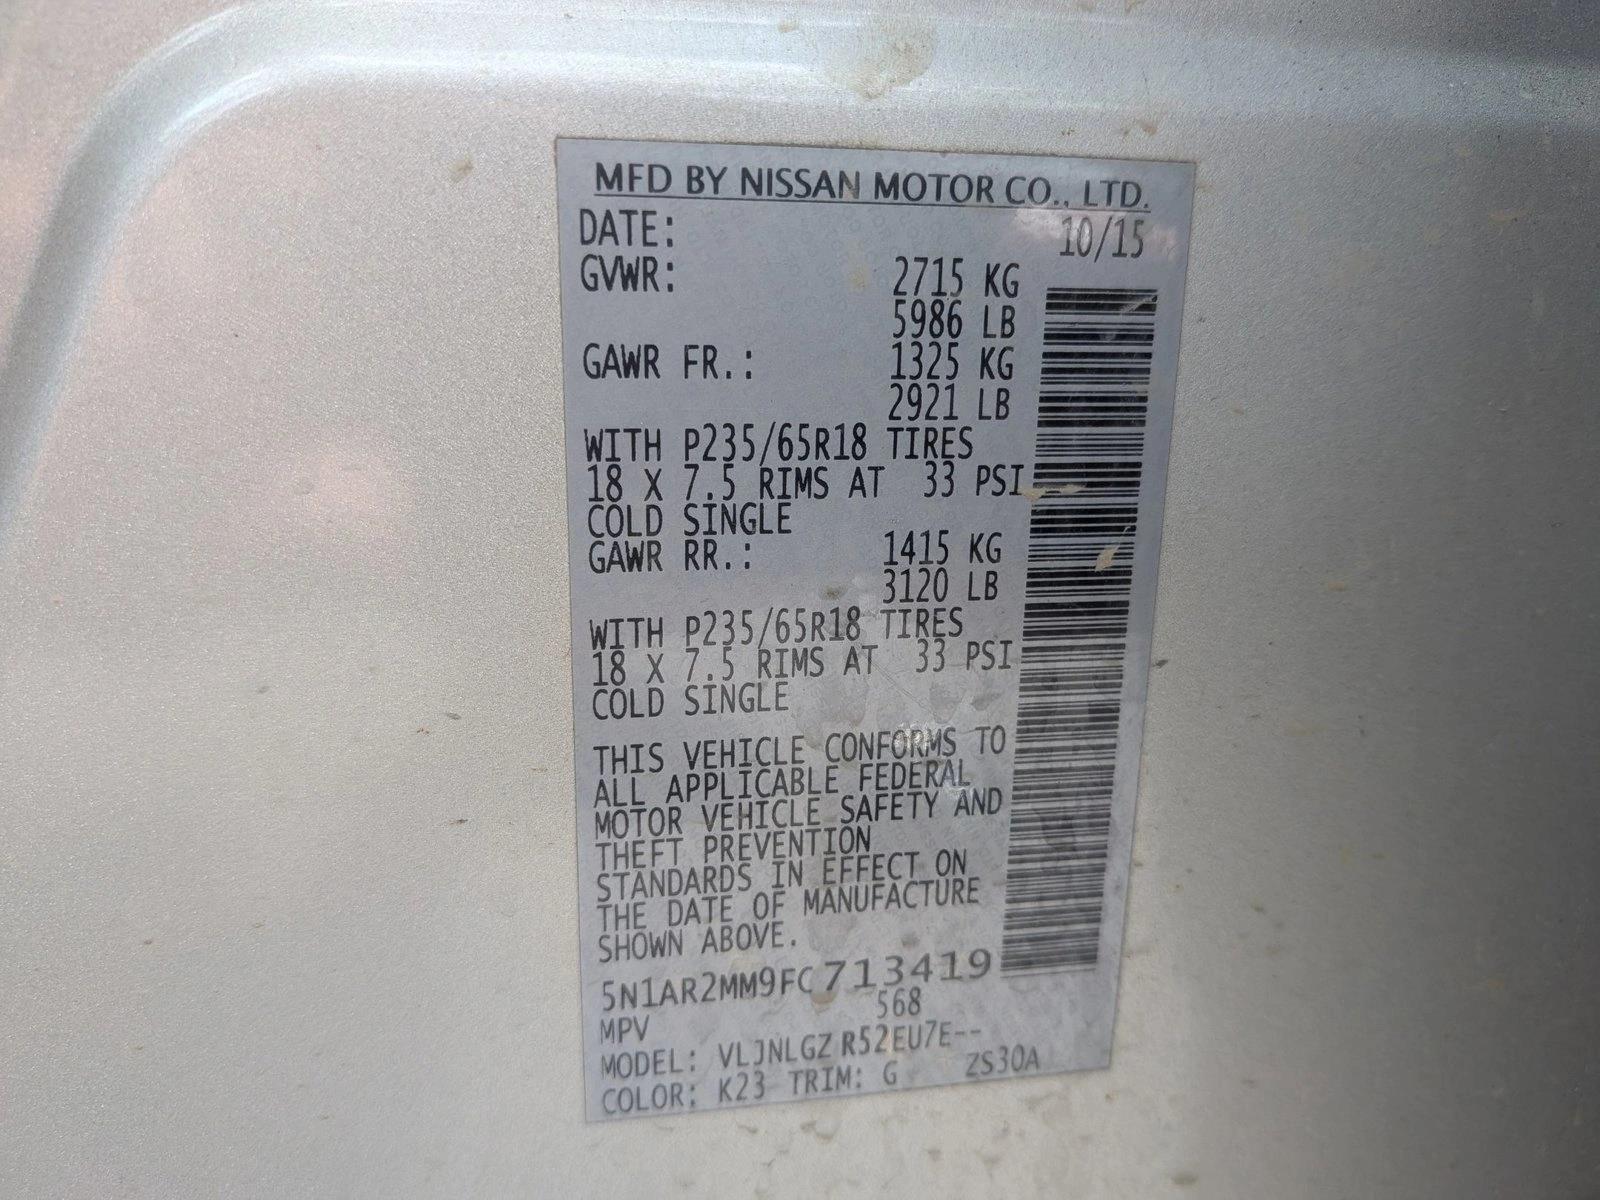 MFD BY NISSAN MOTOR CO., LTD.
DATE: 10/15
GVWR: 2715 KG
5986 LB
GAWR FR.: 1325 KG
2921 LB
WITH P235/65R18 TIRES
18 X 7.5 RIMS AT 33 PSI
COLD SINGLE
GAWR RR.: 1415 KG
3120 LB
WITH P235/65R18 TIRES
18 X 7.5 RIMS AT 33 PSI
COLD SINGLE
THIS VEHICLE CONFORMS TO
ALL APPLICABLE FEDERAL
MOTOR VEHICLE SAFETY AND
THEFT PREVENTION
STANDARDS IN EFFECT ON
THE DATE OF MANUFACTURE
SHOWN ABOVE.
5N1AR2MM9FC713419
568
MPV
MODEL: VLJNLGZ R52EU7E--
COLOR: K23 TRIM: G ZS30A